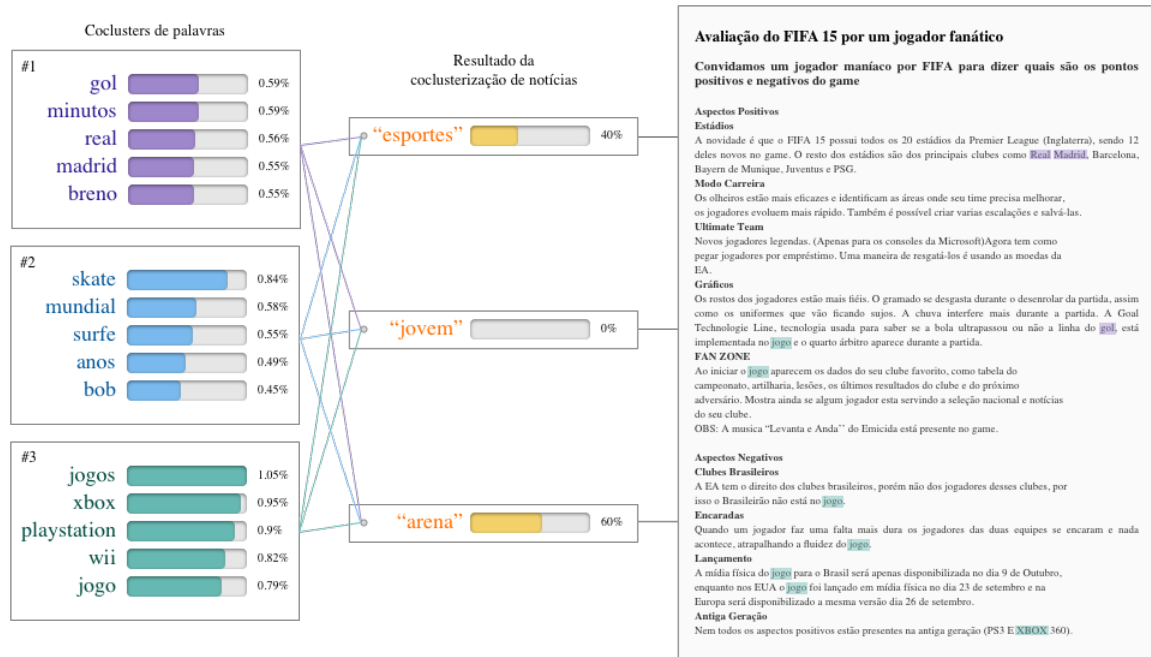 Coclusters de palavras
#1
gol 0.59%
minutos 0.59%
real 0.56%
madrid 0.55%
breno 0.55%
#2
skate 0.84%
mundial 0.58%
surfe 0.55%
anos 0.49%
bob 0.45%
#3
jogos 1.05%
xbox 0.95%
playstation 0.9%
wii 0.82%
jogo 0.79%
Resultado da
coclusterização de notícias
“esportes” 40%
“jovem” 0%
“arena” 60%
Avaliação do FIFA 15 por um jogador fanático
Convidamos um jogador maníaco por FIFA para dizer quais são os pontos
positivos e negativos do game
Aspectos Positivos
Estádios
A novidade é que o FIFA 15 possui todos os 20 estádios da Premier League (Inglaterra), sendo 12
deles novos no game. O resto dos estádios são dos principais clubes como Real Madrid, Barcelona,
Bayern de Munique, Juventus e PSG.
Modo Carreira
Os olheiros estão mais eficazes e identificam as áreas onde seu time precisa melhorar,
os jogadores evoluem mais rápido. Também é possível criar varias escalações e salvá-las.
Ultimate Team
Novos jogadores legendas. (Apenas para os consoles da Microsoft)Agora tem como
pegar jogadores por empréstimo. Uma maneira de resgatá-los é usando as moedas da
EA.
Gráficos
Os rostos dos jogadores estão mais fiéis. O gramado se desgasta durante o desenrolar da partida, assim
como os uniformes que vão ficando sujos. A chuva interfere mais durante a partida. A Goal
Technologie Line, tecnologia usada para saber se a bola ultrapassou ou não a linha do gol, está
implementada no jogo e o quarto árbitro aparece durante a partida.
FAN ZONE
Ao iniciar o jogo aparecem os dados do seu clube favorito, como tabela do
campeonato, artilharia, lesões, os últimos resultados do clube e do próximo
adversário. Mostra ainda se algum jogador esta servindo a seleção nacional e notícias
do seu clube.
OBS: A musica “Levanta e Anda’’ do Emicida está presente no game.
Aspectos Negativos
Clubes Brasileiros
A EA tem o direito dos clubes brasileiros, porém não dos jogadores desses clubes, por
isso o Brasileirão não está no jogo.
Encaradas
Quando um jogador faz uma falta mais dura os jogadores das duas equipes se encaram e nada
acontece, atrapalhando a fluidez do jogo.
Lançamento
A mídia física do jogo para o Brasil será apenas disponibilizada no dia 9 de Outubro,
enquanto nos EUA o jogo foi lançado em mídia física no dia 23 de setembro e na
Europa será disponibilizado a mesma versão dia 26 de setembro.
Antiga Geração
Nem todos os aspectos positivos estão presentes na antiga geração (PS3 E XBOX 360).